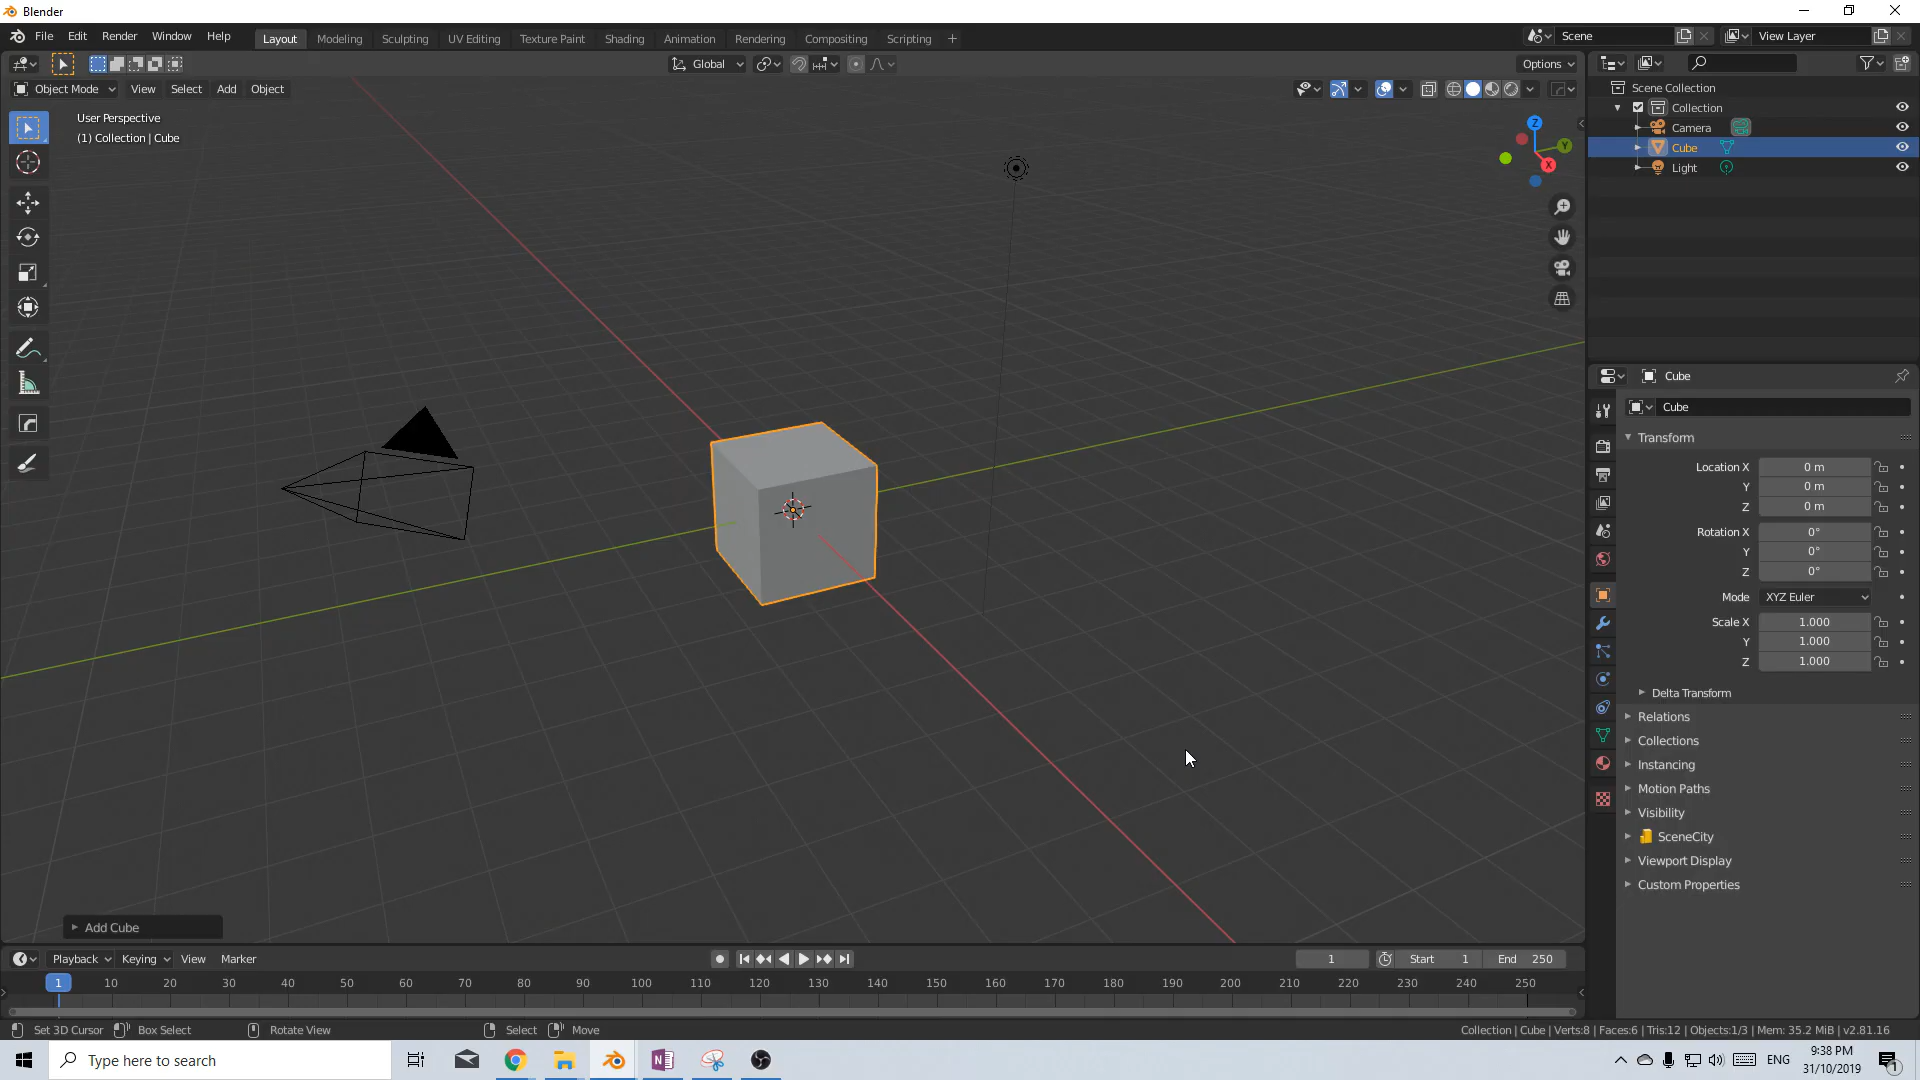 Blender
File Edit Render Window Help Layout Modeling Sculpting UV Editing Texture Paint Shading Animation Rendering Compositing Scripting + Scene View Layer
Global Options
Object Mode View Select Add Object
User Perspective
(1) Collection | Cube
Z
Y
X
Add Cube
Scene Collection
Collection
Camera
Cube
Light
Cube
Cube
Transform
Location X 0 m
Y 0 m
Z 0 m
Rotation X 0°
Y 0°
Z 0°
Mode XYZ Euler
Scale X 1.000
Y 1.000
Z 1.000
Delta Transform
Relations
Collections
Instancing
Motion Paths
Visibility
SceneCity
Viewport Display
Custom Properties
Playback Keying View Marker 1 Start 1 End 250
1 10 20 30 40 50 60 70 80 90 100 110 120 130 140 150 160 170 180 190 200 210 220 230 240 250
Set 3D Cursor Box Select Rotate View Select Move Collection | Cube | Verts:8 | Faces:6 | Tris:12 | Objects:1/3 | Mem: 35.2 MiB | v2.81.16
Type here to search ENG 9:38 PM
31/10/2019 1